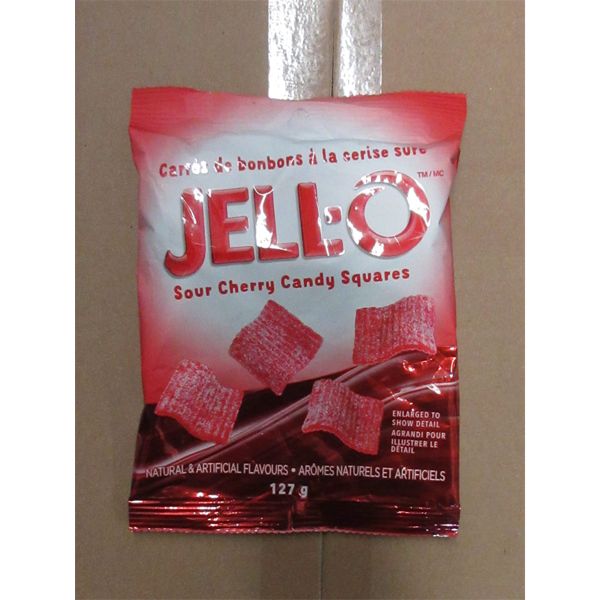 Carrés de bonbons à la cerise sure
JELL-O TM/MC
Sour Cherry Candy Squares
ENLARGED TO
SHOW DETAIL
AGRANDI POUR
ILLUSTRER LE
DÉTAIL
NATURAL & ARTIFICIAL FLAVOURS • ARÔMES NATURELS ET ARTIFICIELS
127 g